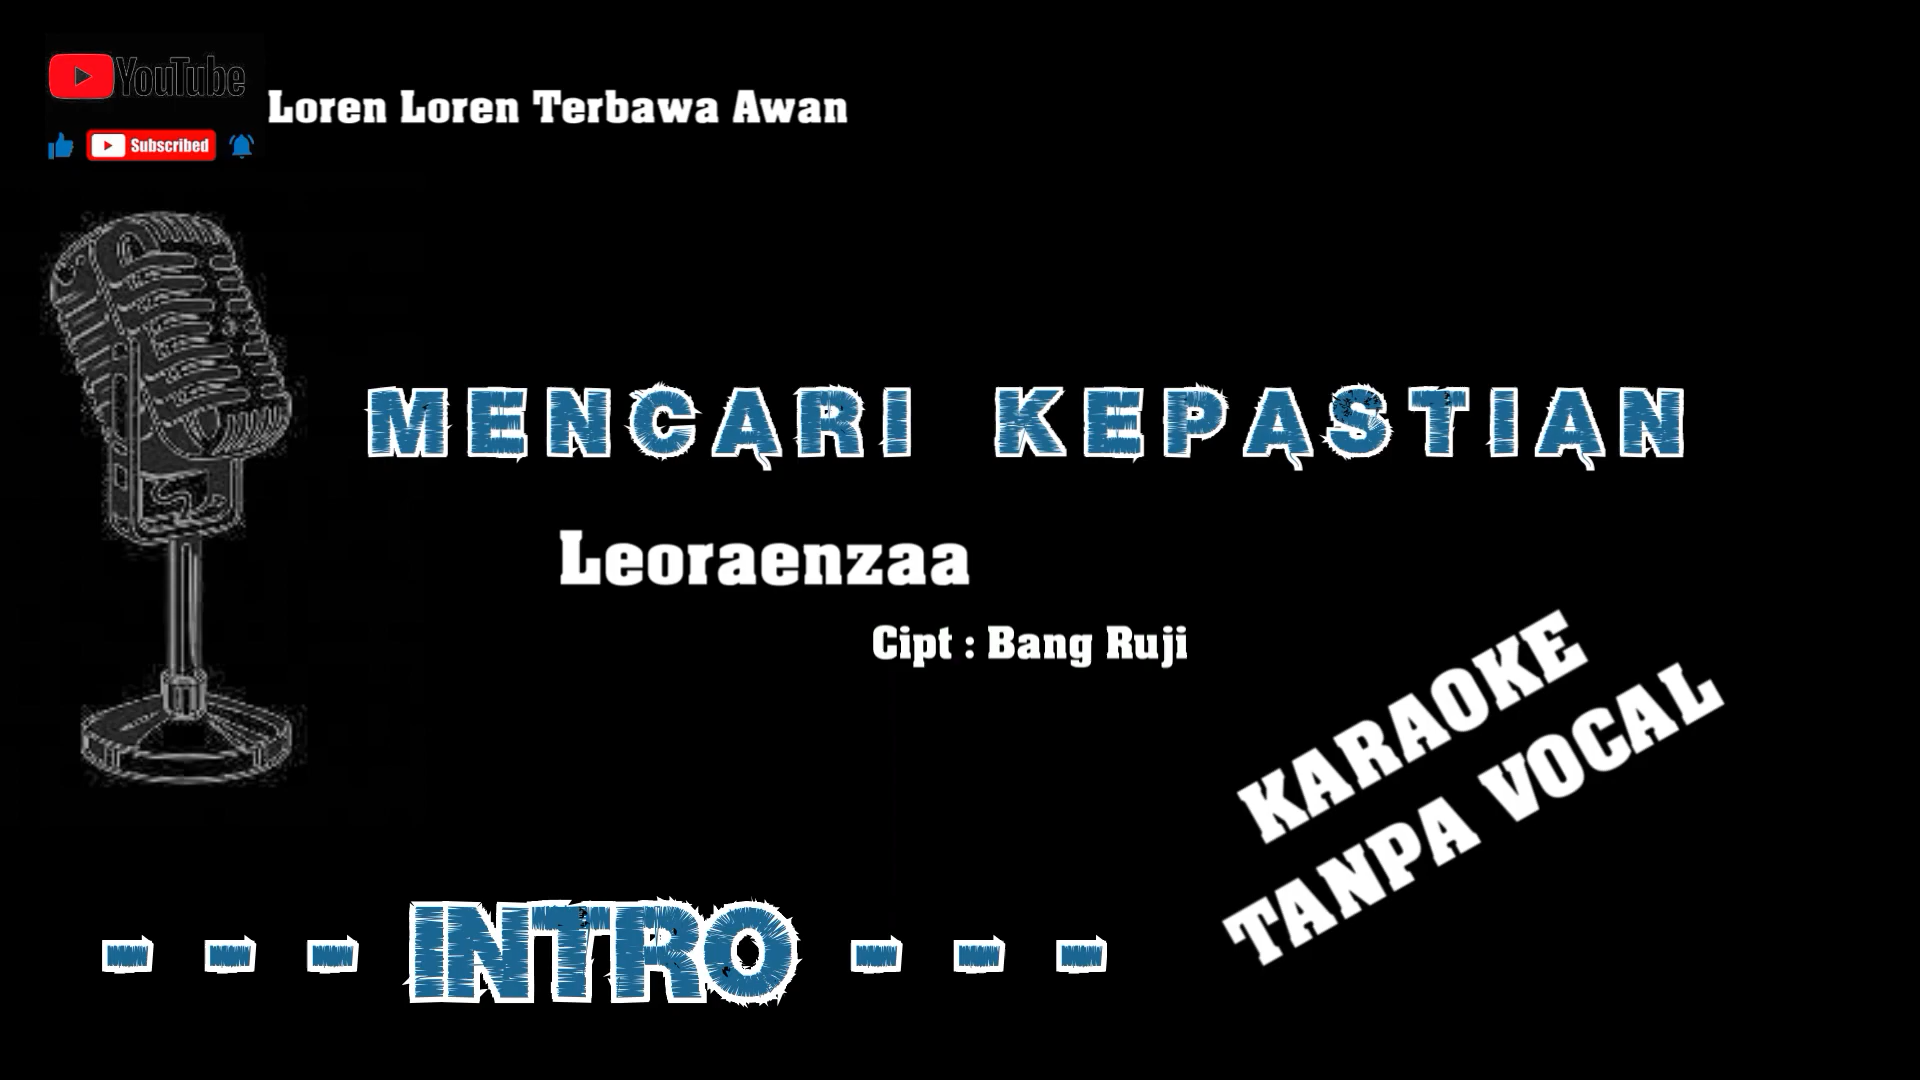 YouTube
Loren Loren Terbawa Awan
Subscribed
MENCARI KEPASTIAN
Leoraenzaa
Cipt : Bang Ruji
KARAOKE
TANPA VOCAL
- - - INTRO - - -